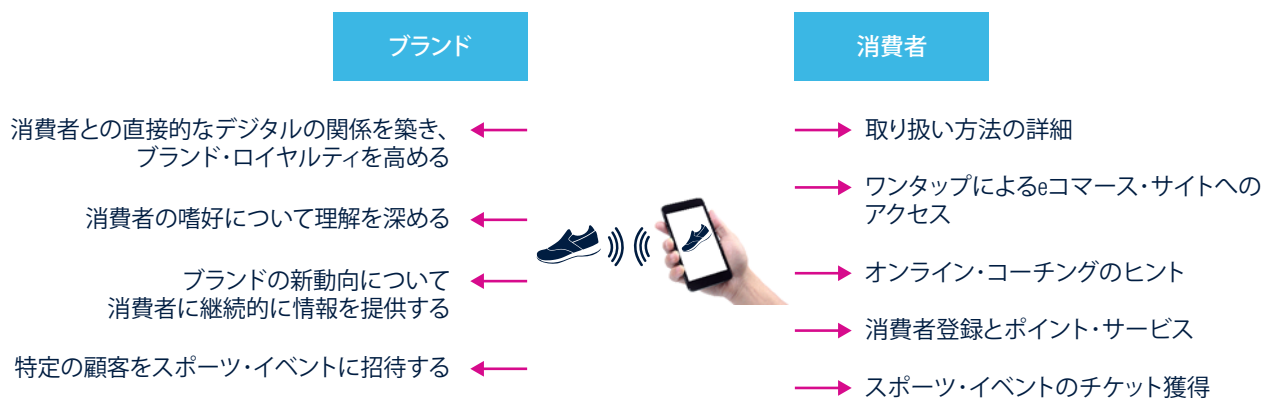 ブランド
消費者との直接的なデジタルの関係を築き、
ブランド・ロイヤルティを高める
消費者の嗜好について理解を深める
ブランドの新動向について
消費者に継続的に情報を提供する
特定の顧客をスポーツ・イベントに招待する
消費者
取り扱い方法の詳細
ワンタップによるeコマース・サイトへの
アクセス
オンライン・コーチングのヒント
消費者登録とポイント・サービス
スポーツ・イベントのチケット獲得